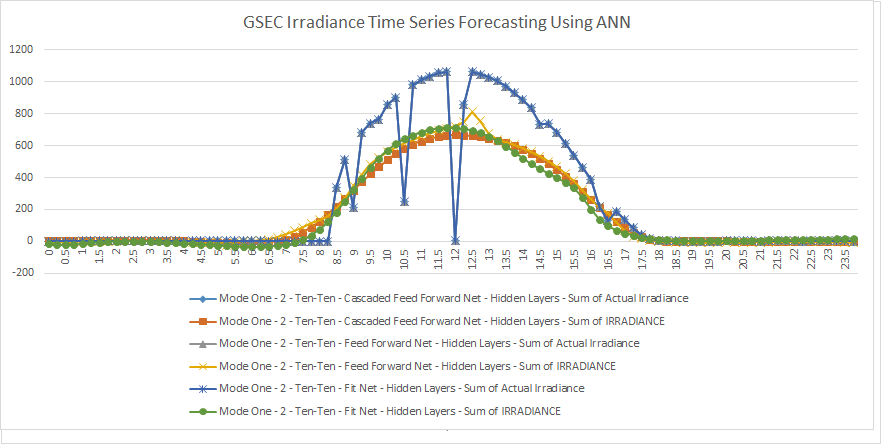 GSEC Irradiance Time Series Forecasting Using ANN
1200
1000
800
600
400
200
0
-200
0 0.5 1 1.5 2 2.5 3 3.5 4 4.5 5 5.5 6 6.5 7 7.5 8 8.5 9 9.5 10 10.5 11 11.5 12 12.5 13 13.5 14 14.5 15 15.5 16 16.5 17 17.5 18 18.5 19 19.5 20 20.5 21 21.5 22 22.5 23 23.5
Mode One - 2 - Ten-Ten - Cascaded Feed Forward Net - Hidden Layers - Sum of Actual Irradiance
Mode One - 2 - Ten-Ten - Cascaded Feed Forward Net - Hidden Layers - Sum of IRRADIANCE
Mode One - 2 - Ten-Ten - Feed Forward Net - Hidden Layers - Sum of Actual Irradiance
Mode One - 2 - Ten-Ten - Feed Forward Net - Hidden Layers - Sum of IRRADIANCE
Mode One - 2 - Ten-Ten - Fit Net - Hidden Layers - Sum of Actual Irradiance
Mode One - 2 - Ten-Ten - Fit Net - Hidden Layers - Sum of IRRADIANCE